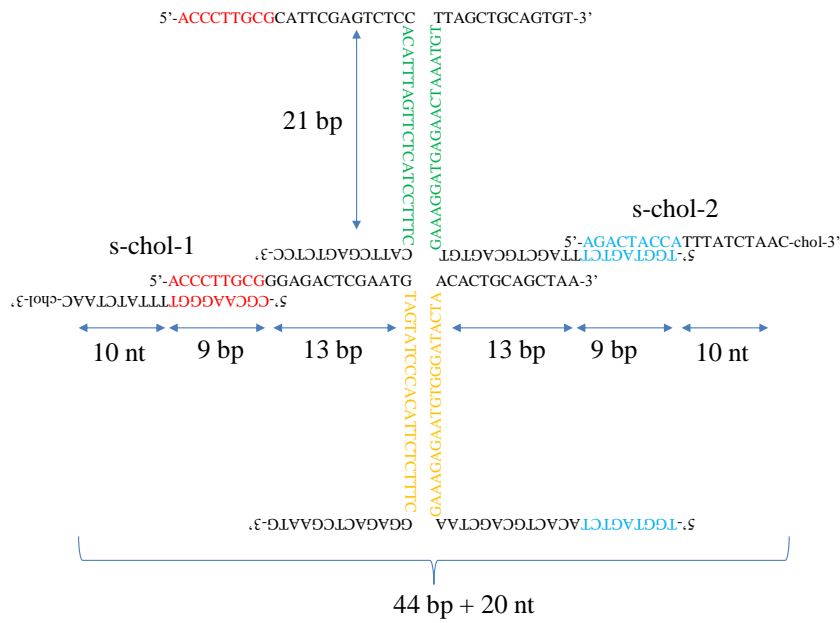 5’-ACCCTTGCGCATTCGAGTCTCC TTAGCTGCAGTGT-3’
ACATTTAGTTCTCATCCTTTC
GAAAGGATGAGAACTAAATGT
21 bp
s-chol-2
5’-AGACTACCATTTATCTAAC-chol-3’
s-chol-1
5’-TGGTAGTCTTTAGCTGCAGTGT
CATTCGAGTCTCC-3’
5’-ACCCTTGCGGGAGACTCGAATG ACACTGCAGCTAA-3’
5’-CGCAAGGGTTTTATCTAAC-chol-3’
10 nt 9 bp 13 bp 13 bp 9 bp 10 nt
TAGTATCCCACATTCTCTTTC
GAAAGAGAATGTGGGATACTA
5’-TGGTAGTCTACACTGCAGCTAA
GGAGACTCGAATG-3’
44 bp + 20 nt